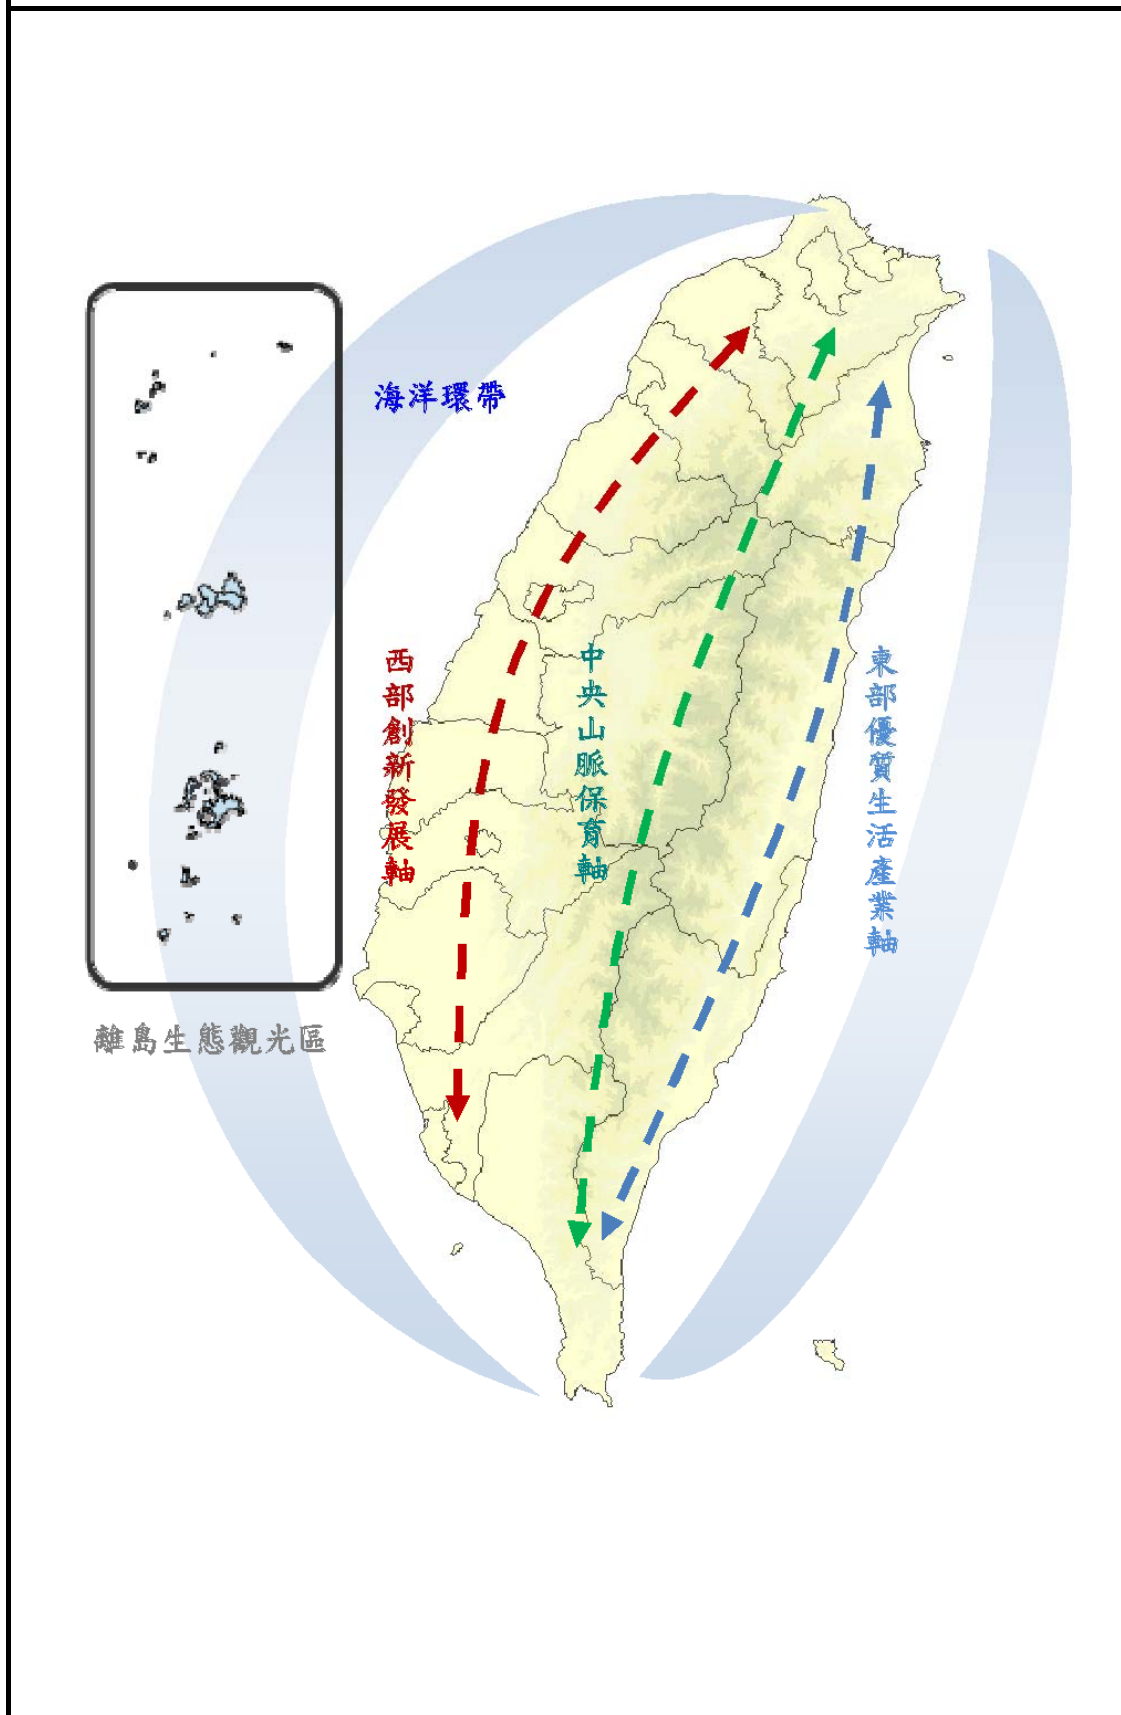 海洋環帶
西部創新發展軸
中央山脈保育軸
東部優質生活產業軸
離島生態觀光區